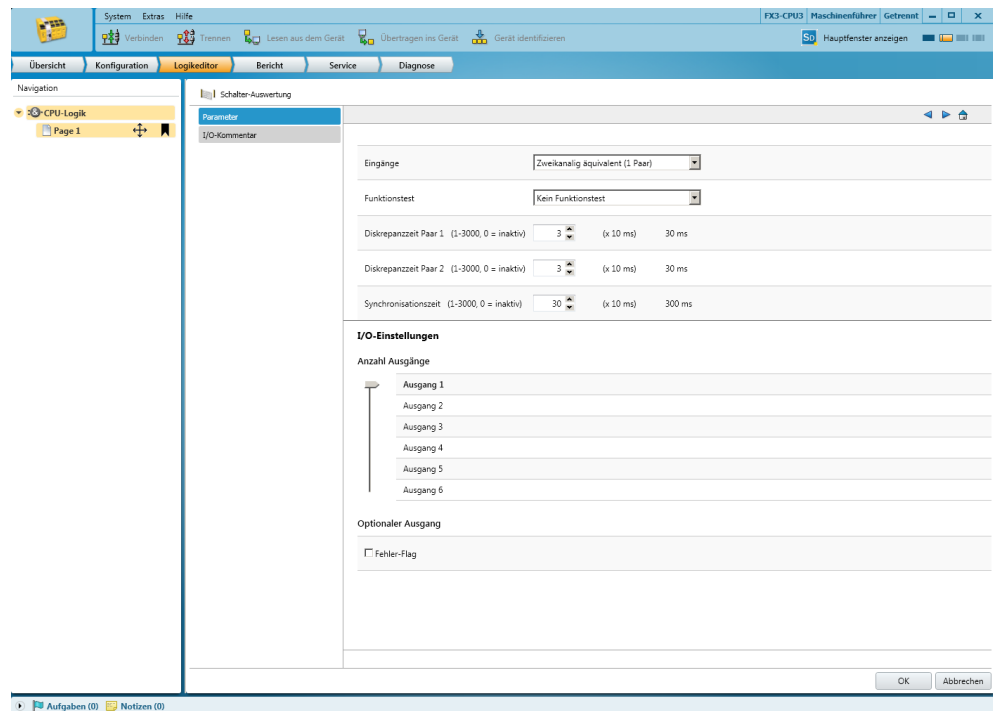 System Extras Hilfe
FX3-CPU3 Maschinenführer Getrennt
Verbinden Trennen Lesen aus dem Gerät Übertragen ins Gerät Gerät identifizieren
So Hauptfenster anzeigen
Übersicht Konfiguration Logikeditor Bericht Service Diagnose
Navigation
CPU-Logik
Page 1
Schalter-Auswertung
Parameter
I/O-Kommentar
Eingänge Zweikanalig äquivalent (1 Paar)
Funktionstest Kein Funktionstest
Diskrepanzzeit Paar 1 (1-3000, 0 = inaktiv) 3 (x 10 ms) 30 ms
Diskrepanzzeit Paar 2 (1-3000, 0 = inaktiv) 3 (x 10 ms) 30 ms
Synchronisationszeit (1-3000, 0 = inaktiv) 30 (x 10 ms) 300 ms
I/O-Einstellungen
Anzahl Ausgänge
Ausgang 1
Ausgang 2
Ausgang 3
Ausgang 4
Ausgang 5
Ausgang 6
Optionaler Ausgang
Fehler-Flag
OK Abbrechen
Aufgaben (0) Notizen (0)